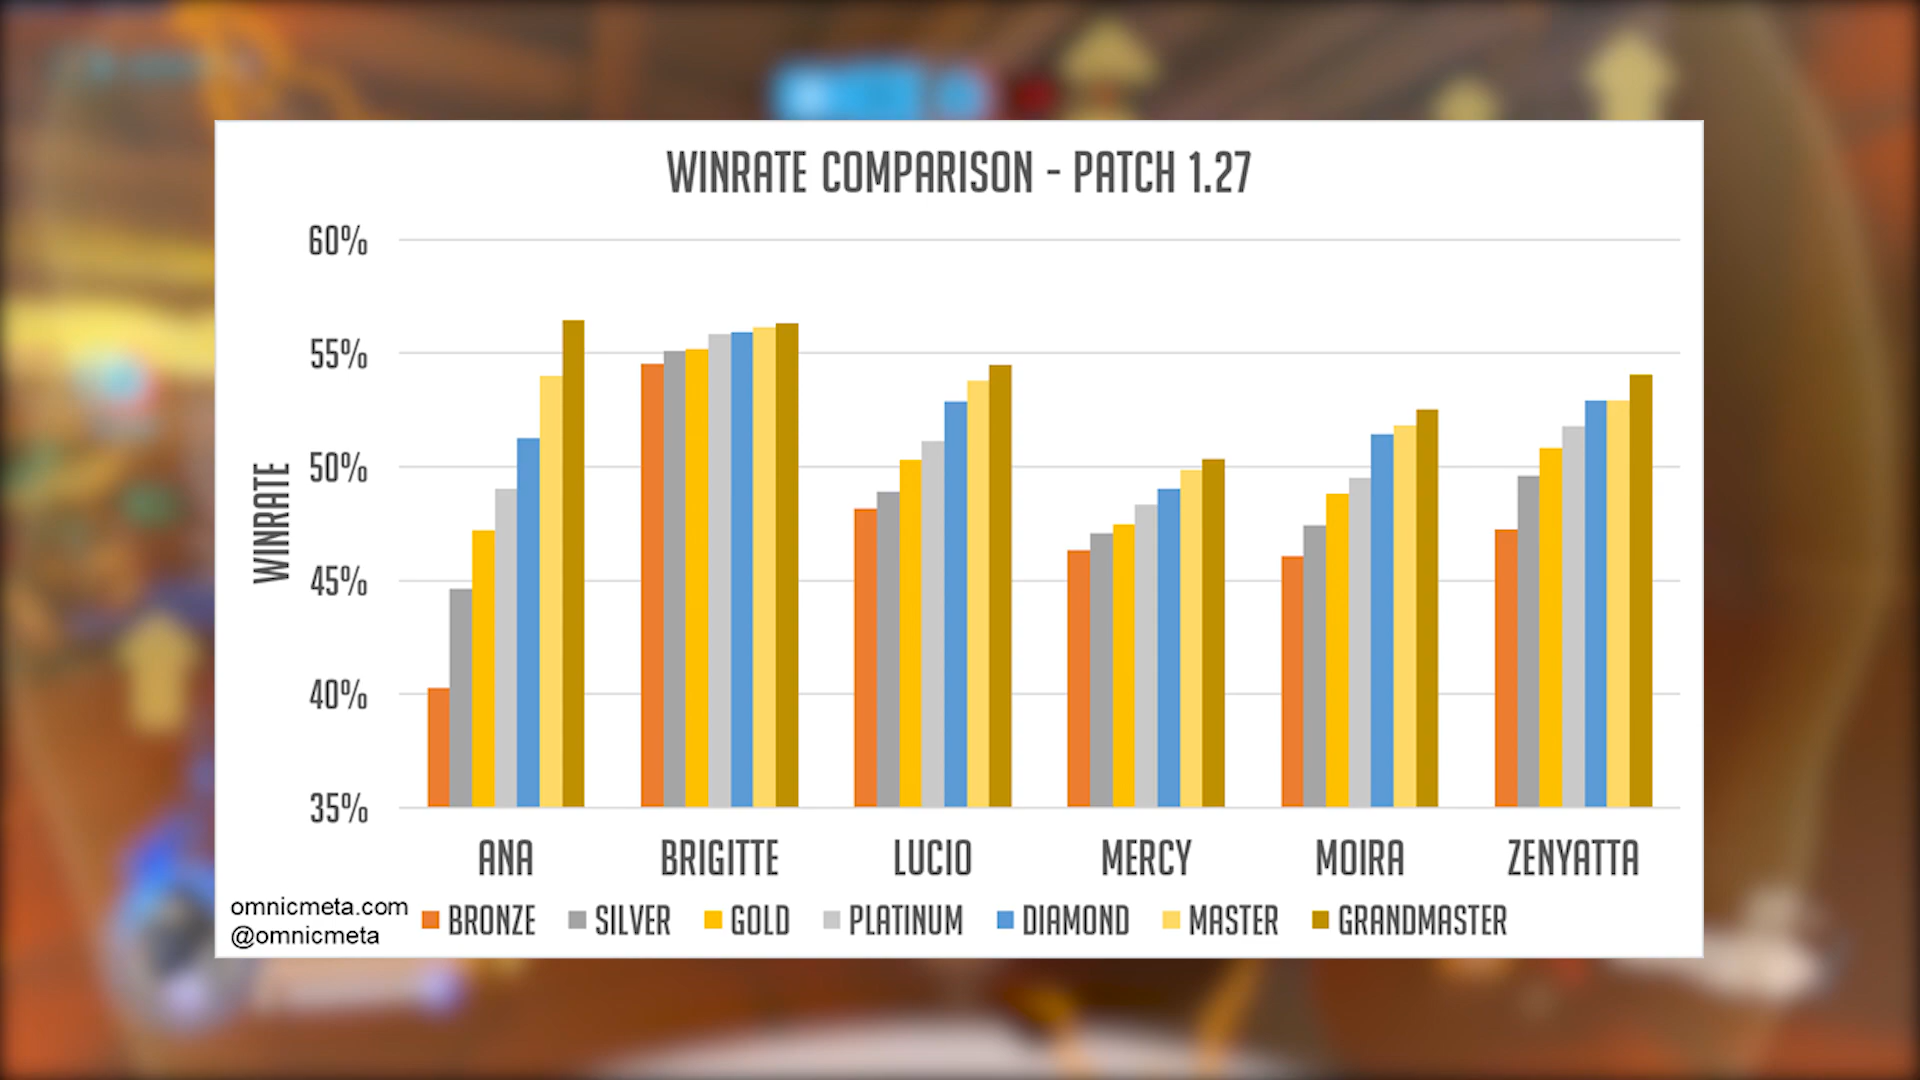 WINRATE COMPARISON - PATCH 1.27
60%
55%
50%
45%
40%
35%
WINRATE
ANA BRIGITTE LUCIO MERCY MOIRA ZENYATTA
omnicmeta.com
@omnicmeta
BRONZE SILVER GOLD PLATINUM DIAMOND MASTER GRANDMASTER